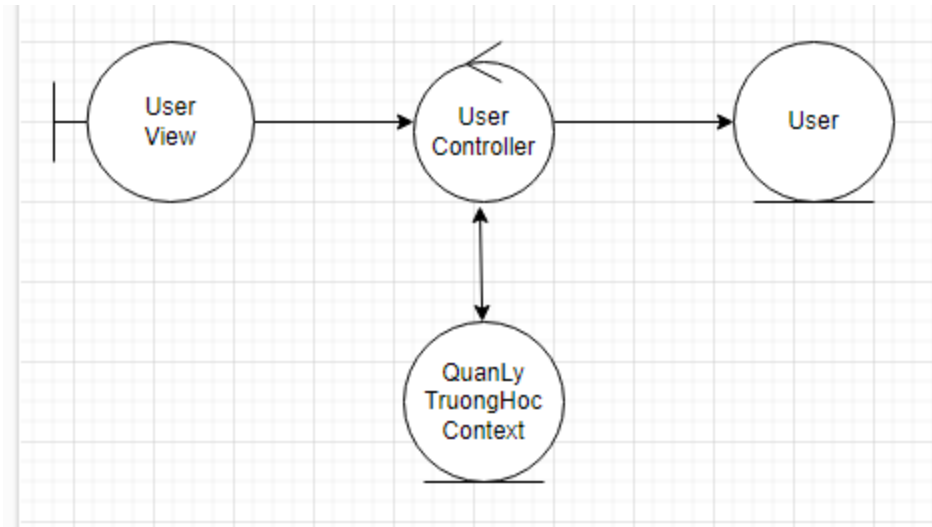 User
View
User
Controller
User
QuanLy
TruongHoc
Context